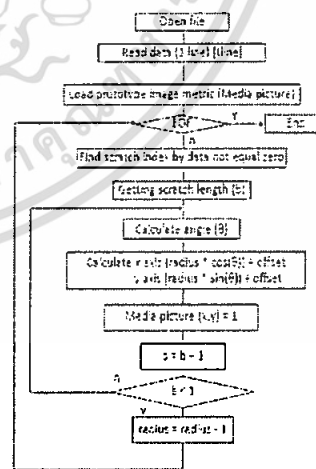 Open file
Read data (1 line) [line]
Load prototype image metric (Media picture)
EOF
Y
End
n
(Find scratch index by data not equal zero)
Getting scratch length (b)
Calculate angle (θ)
Calculate x axis (radius * cos(θ)) + offset
y axis (radius * sin(θ)) + offset
Media picture (x,y) = 1
b = b - 1
n
b < 1
y
radius = radius - 1